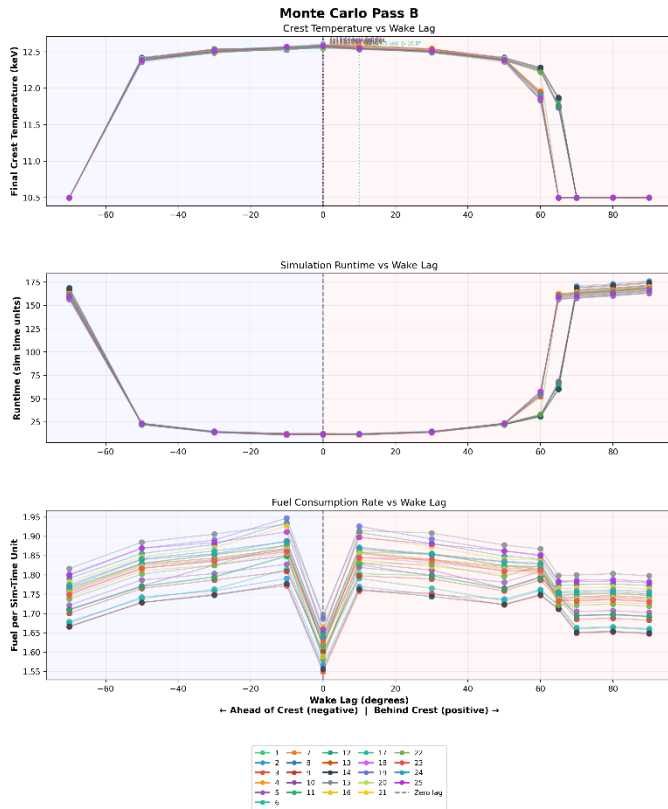 Monte Carlo Pass B
Crest Temperature vs Wake Lag
Final Crest Temperature (keV)
12.5
12.0
11.5
11.0
10.5
−60 −40 −20 0 20 40 60 80
Simulation Runtime vs Wake Lag
Runtime (sim time units)
175
150
125
100
75
50
25
−60 −40 −20 0 20 40 60 80
Fuel Consumption Rate vs Wake Lag
Fuel per Sim-Time Unit
1.95
1.90
1.85
1.80
1.75
1.70
1.65
1.60
1.55
−60 −40 −20 0 20 40 60 80
Wake Lag (degrees)
← Ahead of Crest (negative) | Behind Crest (positive) →
1 7 12 17 22
2 8 13 18 23
3 9 14 19 24
4 10 15 20 25
5 11 16 21 Zero lag
6